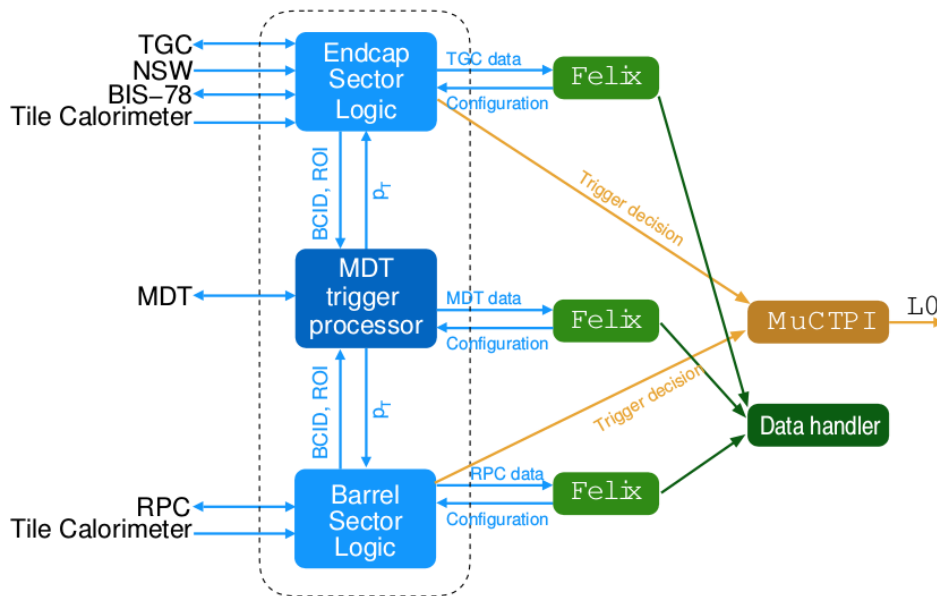 TGC
NSW
BIS–78
Tile Calorimeter
Endcap
Sector
Logic
TGC data
Configuration
Felix
BCID, ROI
pT
Trigger decision
MDT
MDT
trigger
processor
MDT data
Configuration
Felix
MuCTPI
L0
BCID, ROI
pT
Trigger decision
Data handler
RPC
Tile Calorimeter
Barrel
Sector
Logic
RPC data
Configuration
Felix